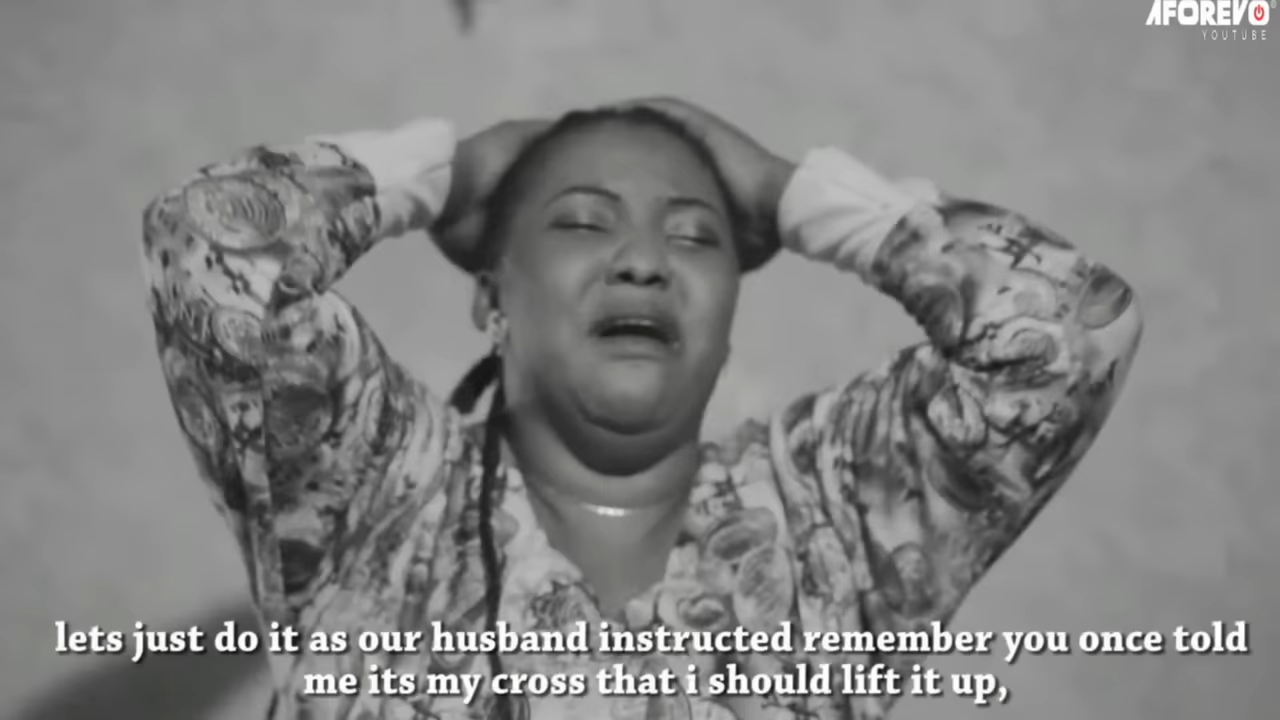 AFOREVO
YOUTUBE
lets just do it as our husband instructed remember you once told
me its my cross that i should lift it up,